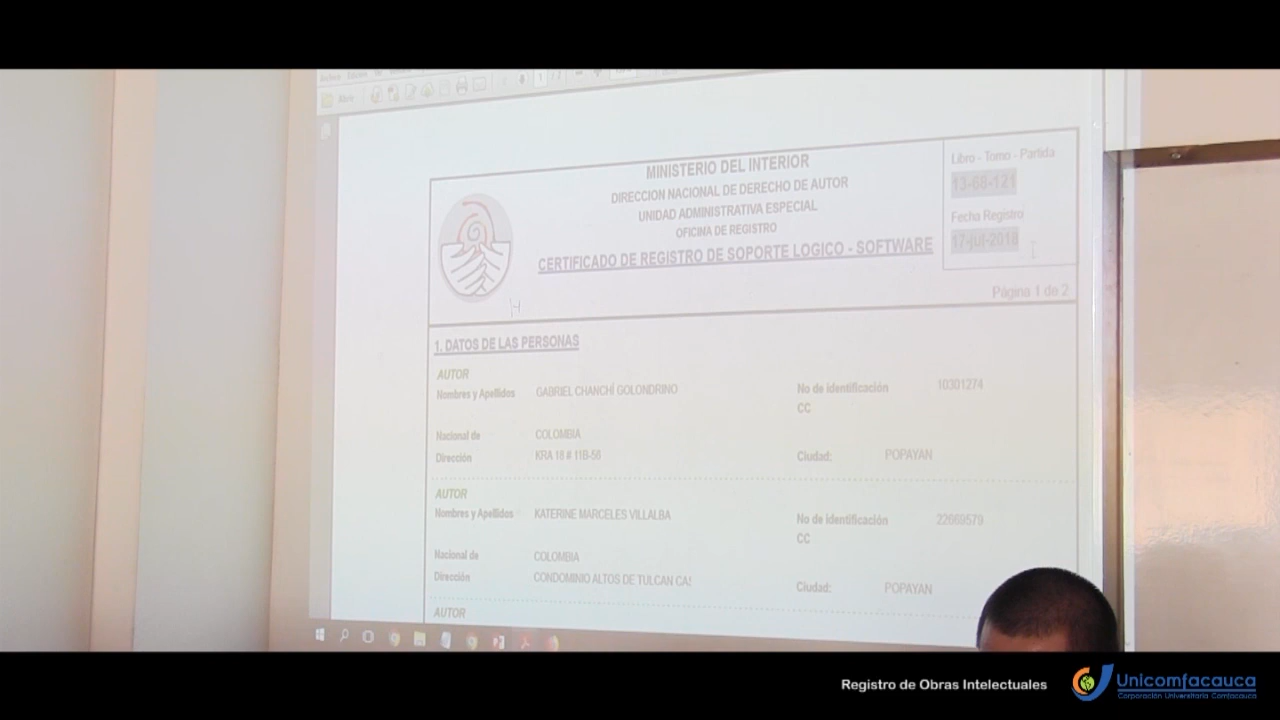 Abrir
1
MINISTERIO DEL INTERIOR
DIRECCION NACIONAL DE DERECHO DE AUTOR
UNIDAD ADMINISTRATIVA ESPECIAL
OFICINA DE REGISTRO
CERTIFICADO DE REGISTRO DE SOPORTE LOGICO - SOFTWARE
Libro - Tomo - Partida
13-68-121
Fecha Registro
17-jul-2018
Página 1 de 2
1. DATOS DE LAS PERSONAS
AUTOR
Nombres y Apellidos GABRIEL CHANCHÍ GOLONDRINO No de identificación 10301274
CC
Nacional de COLOMBIA
Dirección KRA 18 # 11B-56 Ciudad: POPAYAN
AUTOR
Nombres y Apellidos KATERINE MARCELES VILLALBA No de identificación 22669579
CC
Nacional de COLOMBIA
Dirección CONDOMINIO ALTOS DE TULCAN CA! Ciudad: POPAYAN
AUTOR
Registro de Obras Intelectuales
Unicomfacauca
Corporación Universitaria Comfacauca